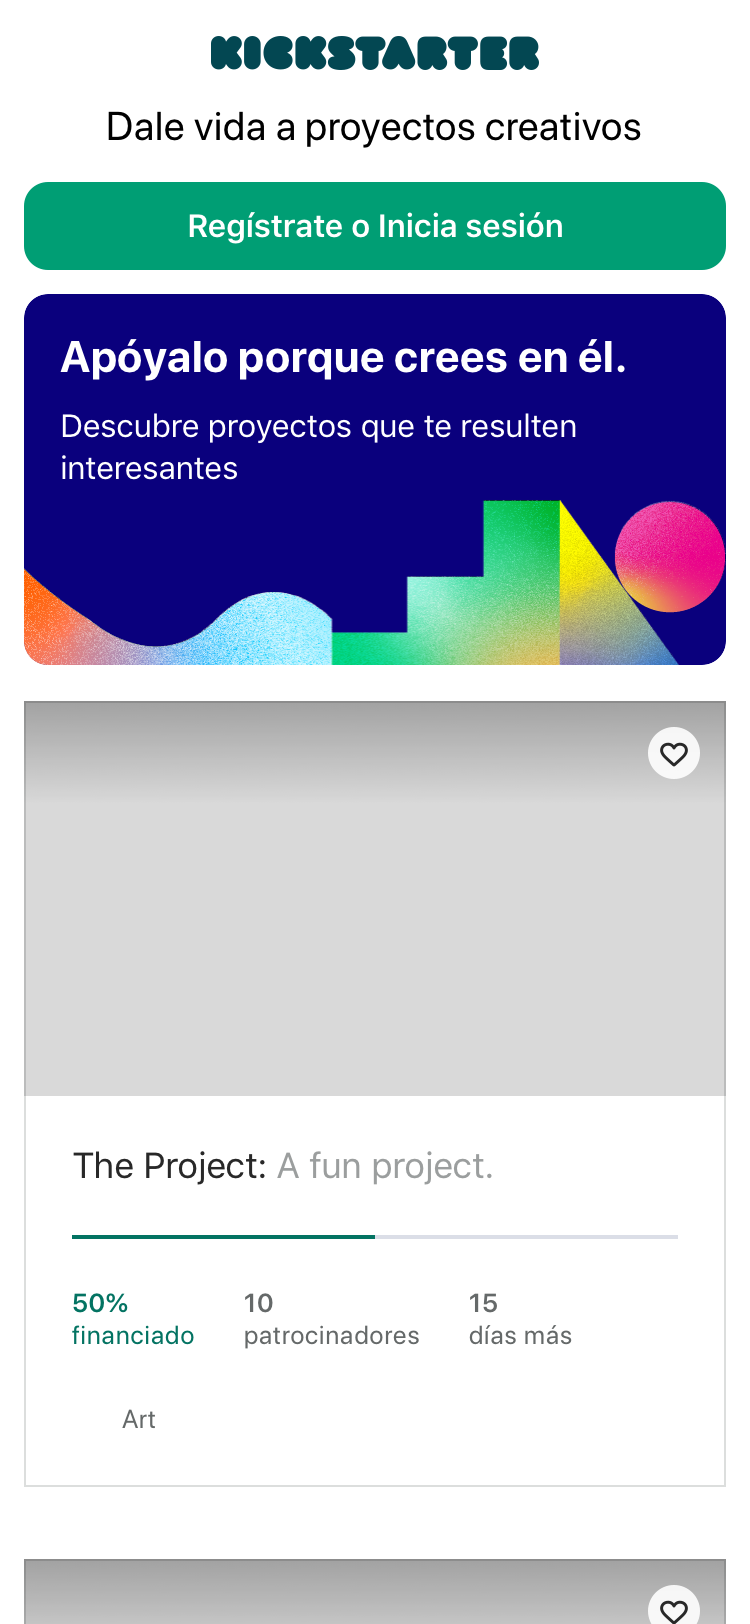 KICKSTARTER
Dale vida a proyectos creativos
Regístrate o Inicia sesión
Apóyalo porque crees en él.
Descubre proyectos que te resulten
interesantes
The Project: A fun project.
50% 10 15
financiado patrocinadores días más
Art